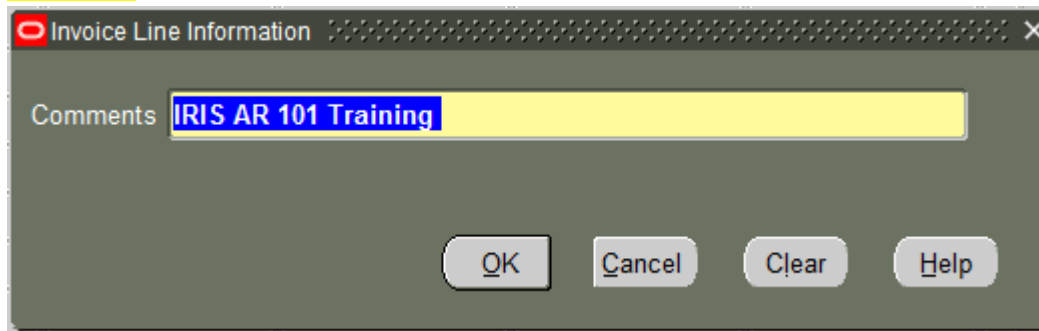 Invoice Line Information
Comments IRIS AR 101 Training
OK Cancel Clear Help